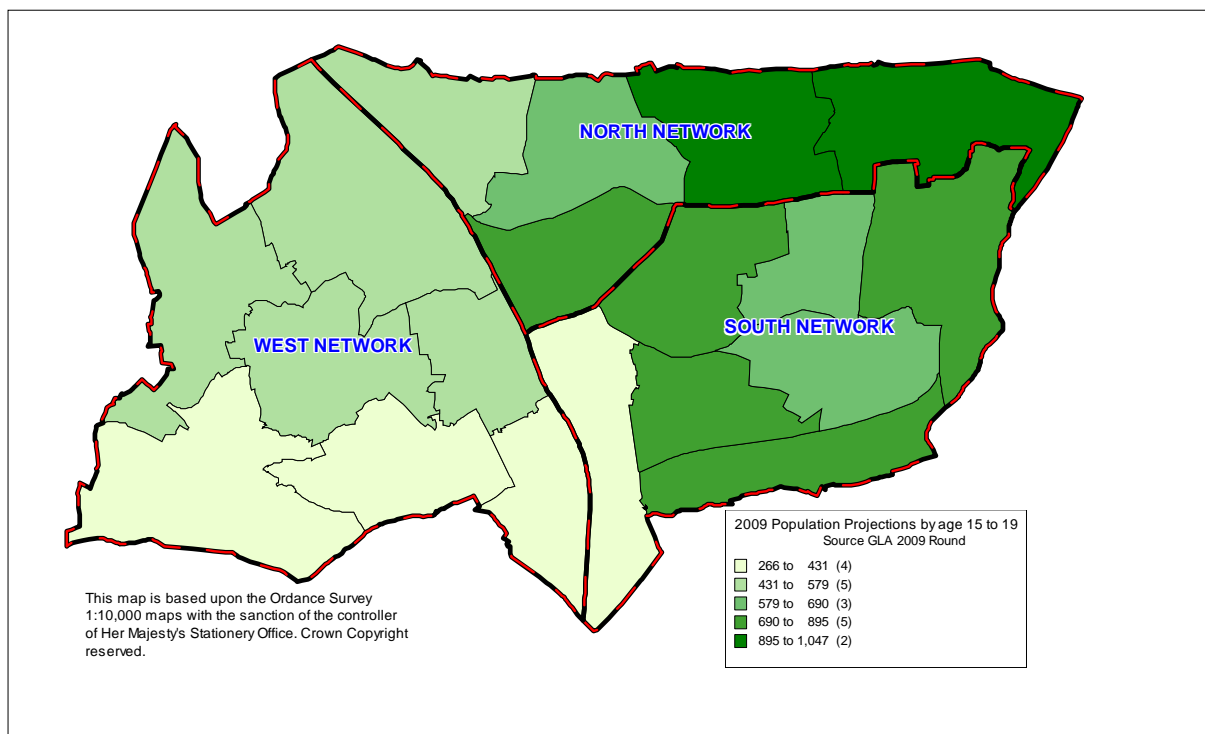 NORTH NETWORK
SOUTH NETWORK
WEST NETWORK
2009 Population Projections by age 15 to 19
Source GLA 2009 Round
266 to 431 (4)
431 to 579 (5)
579 to 690 (3)
690 to 895 (5)
895 to 1,047 (2)
This map is based upon the Ordance Survey
1:10,000 maps with the sanction of the controller
of Her Majesty's Stationery Office. Crown Copyright
reserved.